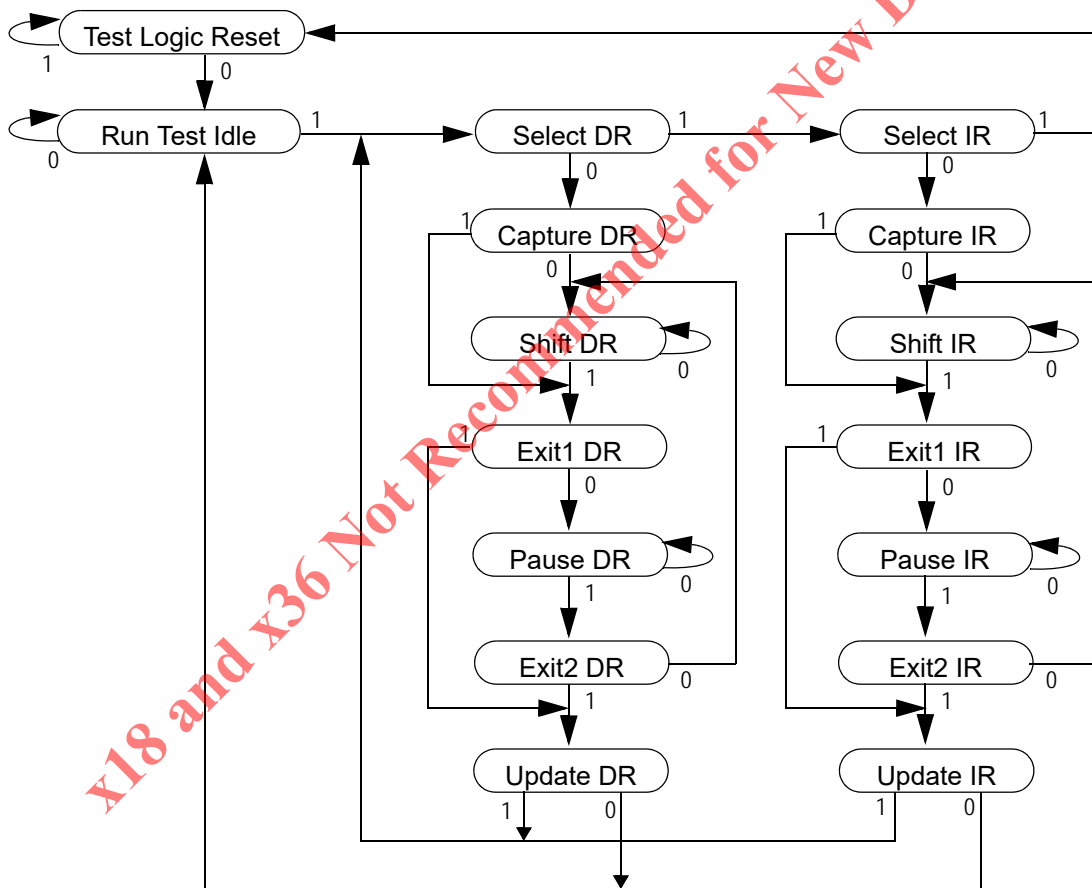 Test Logic Reset
1
0
Run Test Idle
0
1
Select DR
1
Select IR
1
0
0
1
Capture DR
0
1
Capture IR
0
Shift DR
0
1
Shift IR
0
1
1
Exit1 DR
0
1
Exit1 IR
0
Pause DR
0
1
Pause IR
0
1
Exit2 DR
0
1
Exit2 IR
0
1
Update DR
1
0
Update IR
1
0
x18 and x36 Not Recommended for New